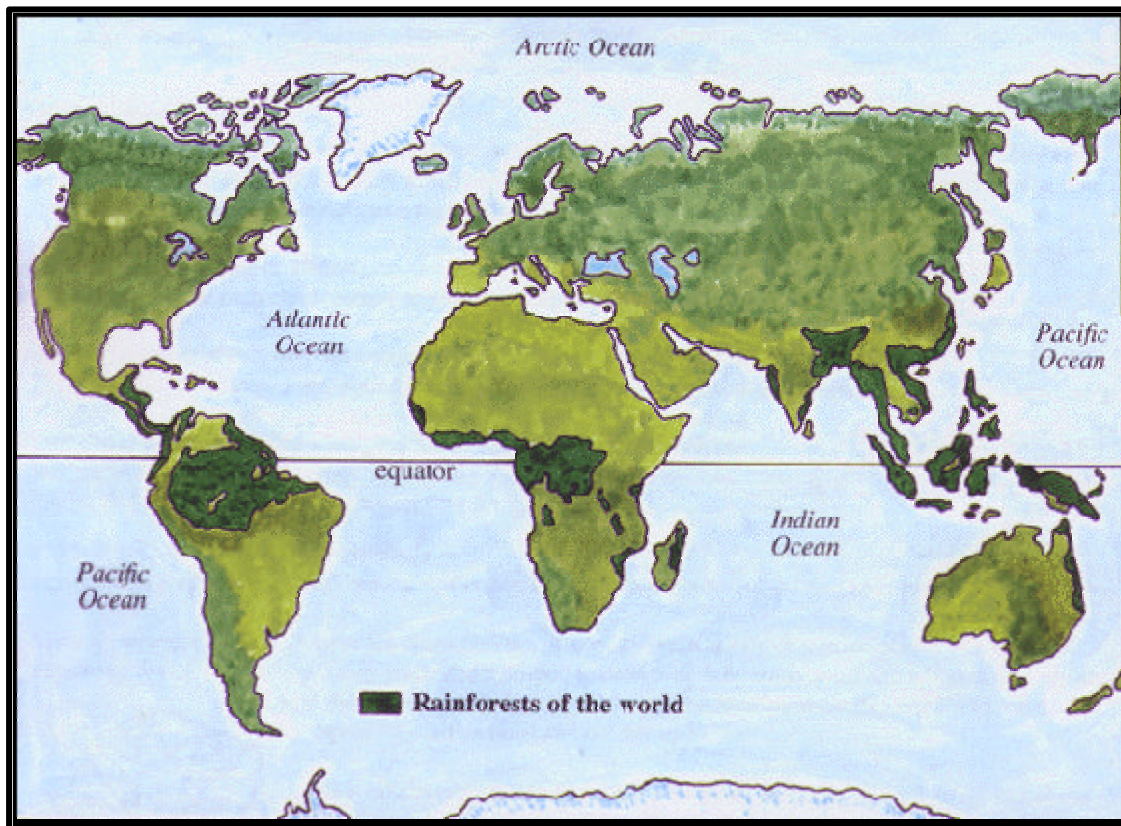 Arctic Ocean
Atlantic
Ocean
Pacific
Ocean
equator
Indian
Ocean
Pacific
Ocean
Rainforests of the world